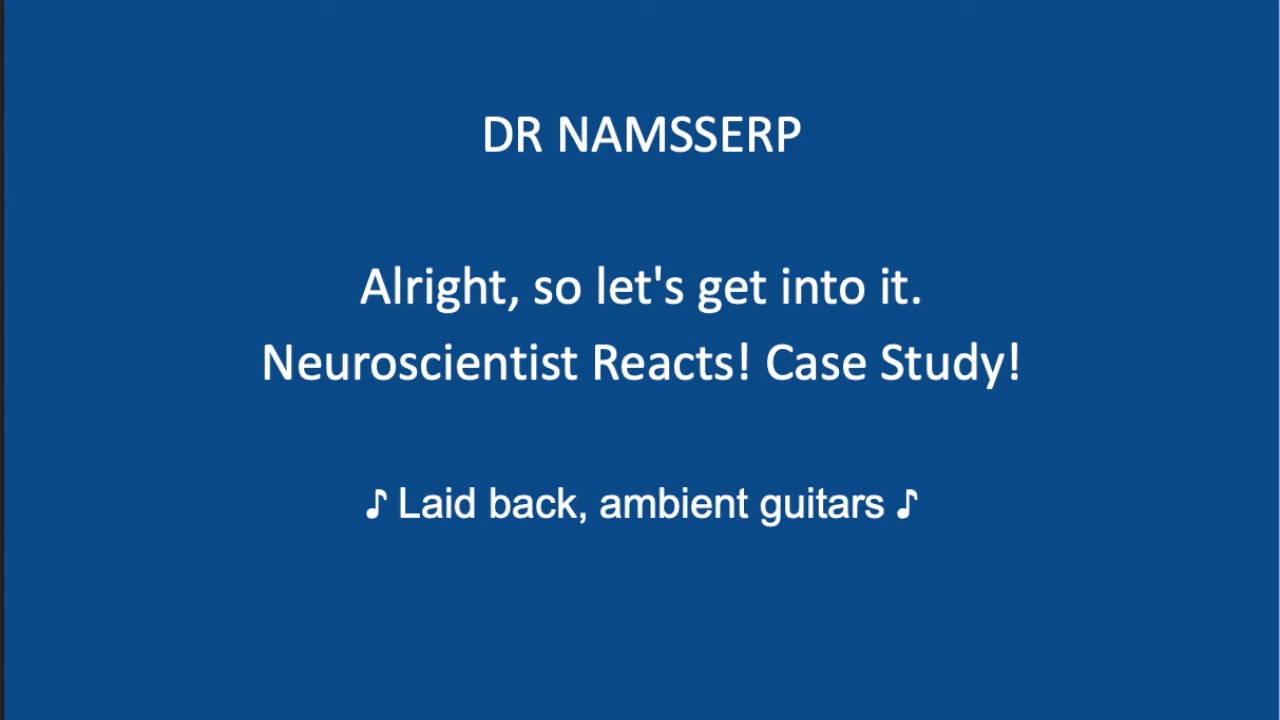 DR NAMSSERP
Alright, so let's get into it.
Neuroscientist Reacts! Case Study!
♪ Laid back, ambient guitars ♪